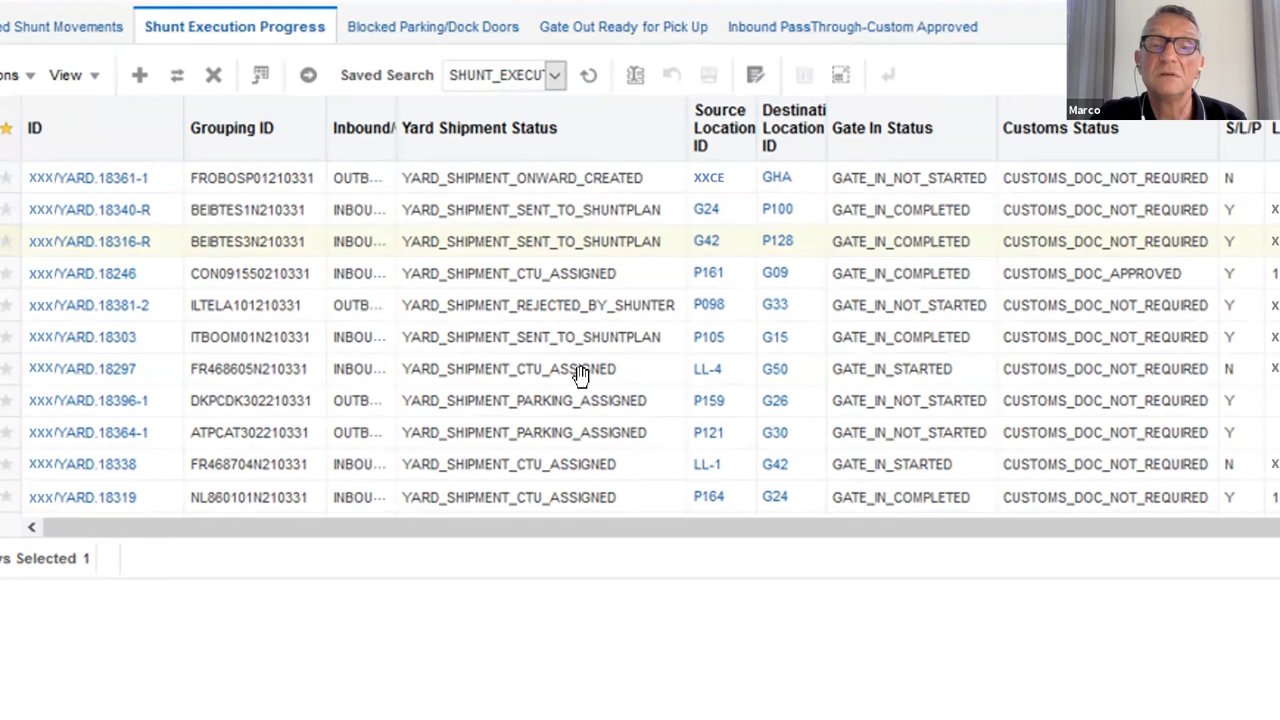 d Shunt Movements Shunt Execution Progress Blocked Parking/Dock Doors Gate Out Ready for Pick Up Inbound PassThrough-Custom Approved
ons View Saved Search SHUNT_EXECUT
Marco
ID Grouping ID Inbound/ Yard Shipment Status Source Location ID Destinati Location ID Gate In Status Customs Status S/L/P L
XXX/YARD.18361-1 FROBOSP01210331 OUTB... YARD_SHIPMENT_ONWARD_CREATED XXCE GHA GATE_IN_NOT_STARTED CUSTOMS_DOC_NOT_REQUIRED N
XXX/YARD.18340-R BEIBTES1N210331 INBOU... YARD_SHIPMENT_SENT_TO_SHUNTPLAN G24 P100 GATE_IN_COMPLETED CUSTOMS_DOC_NOT_REQUIRED Y X
XXX/YARD.18316-R BEIBTES3N210331 INBOU... YARD_SHIPMENT_SENT_TO_SHUNTPLAN G42 P128 GATE_IN_COMPLETED CUSTOMS_DOC_NOT_REQUIRED Y X
XXX/YARD.18246 CON091550210331 INBOU... YARD_SHIPMENT_CTU_ASSIGNED P161 G09 GATE_IN_COMPLETED CUSTOMS_DOC_APPROVED Y 1
XXX/YARD.18381-2 ILTELA101210331 OUTB... YARD_SHIPMENT_REJECTED_BY_SHUNTER P098 G33 GATE_IN_NOT_STARTED CUSTOMS_DOC_NOT_REQUIRED Y X
XXX/YARD.18303 ITBOOM01N210331 INBOU... YARD_SHIPMENT_SENT_TO_SHUNTPLAN P105 G15 GATE_IN_COMPLETED CUSTOMS_DOC_NOT_REQUIRED Y X
XXX/YARD.18297 FR468605N210331 INBOU... YARD_SHIPMENT_CTU_ASSIGNED LL-4 G50 GATE_IN_STARTED CUSTOMS_DOC_NOT_REQUIRED N X
XXX/YARD.18396-1 DKPCDK302210331 OUTB... YARD_SHIPMENT_PARKING_ASSIGNED P159 G26 GATE_IN_NOT_STARTED CUSTOMS_DOC_NOT_REQUIRED Y
XXX/YARD.18364-1 ATPCAT302210331 OUTB... YARD_SHIPMENT_PARKING_ASSIGNED P121 G30 GATE_IN_NOT_STARTED CUSTOMS_DOC_NOT_REQUIRED Y
XXX/YARD.18338 FR468704N210331 INBOU... YARD_SHIPMENT_CTU_ASSIGNED LL-1 G42 GATE_IN_STARTED CUSTOMS_DOC_NOT_REQUIRED N X
XXX/YARD.18319 NL860101N210331 INBOU... YARD_SHIPMENT_CTU_ASSIGNED P164 G24 GATE_IN_COMPLETED CUSTOMS_DOC_NOT_REQUIRED Y 1
s Selected 1